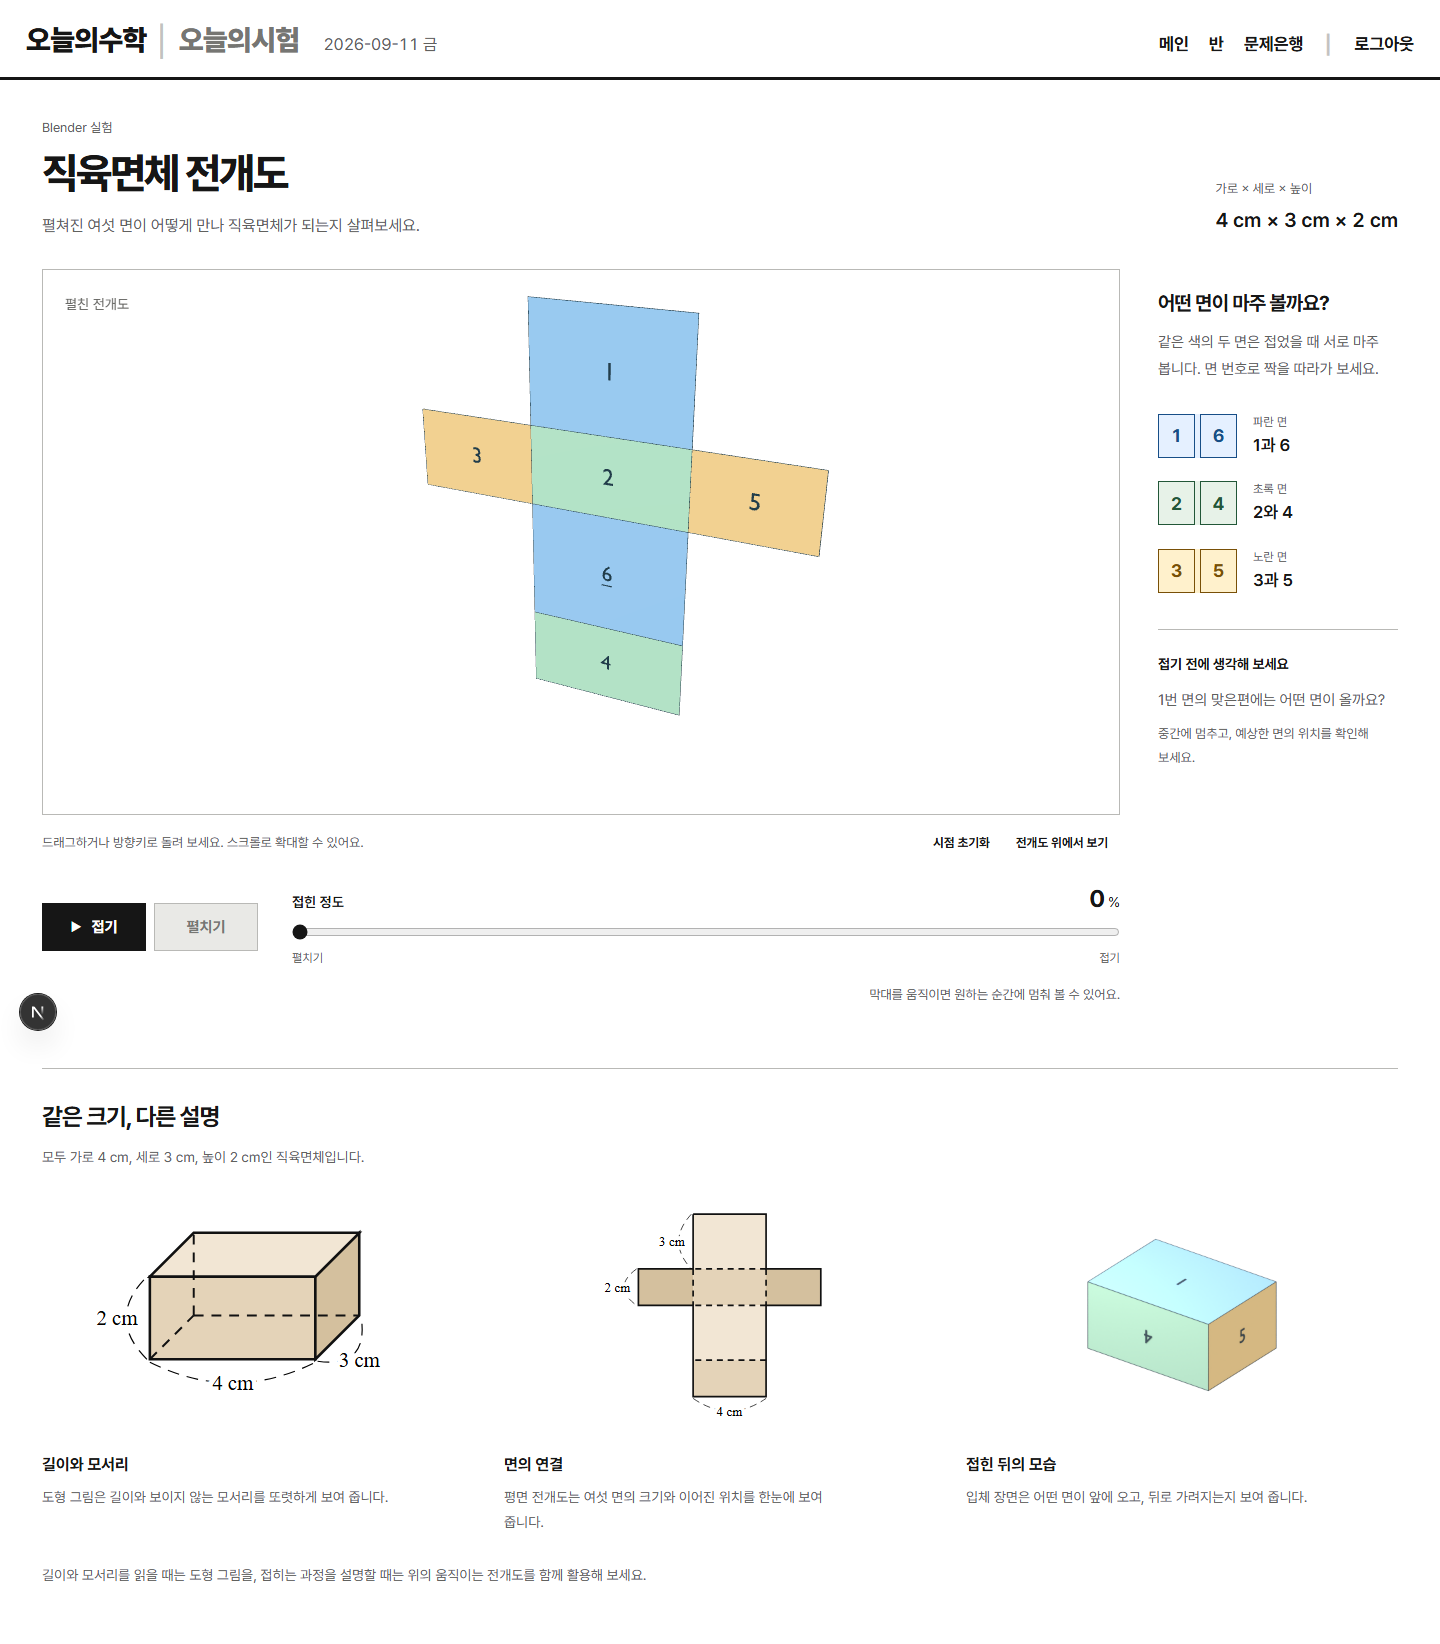 오늘의수학 | 오늘의시험 2026-09-11 금
메인 반 문제은행 | 로그아웃
Blender 실험
직육면체 전개도
펼쳐진 여섯 면이 어떻게 만나 직육면체가 되는지 살펴보세요.
가로 × 세로 × 높이
4 cm × 3 cm × 2 cm
펼친 전개도
1
3
2
5
6
4
어떤 면이 마주 볼까요?
같은 색의 두 면은 접었을 때 서로 마주
봅니다. 면 번호로 짝을 따라가 보세요.
1 6
파란 면
1과 6
2 4
초록 면
2와 4
3 5
노란 면
3과 5
접기 전에 생각해 보세요
1번 면의 맞은편에는 어떤 면이 올까요?
중간에 멈추고, 예상한 면의 위치를 확인해
보세요.
드래그하거나 방향키로 돌려 보세요. 스크롤로 확대할 수 있어요.
시점 초기화 전개도 위에서 보기
▶ 접기 펼치기
접힌 정도 0 %
펼치기 접기
막대를 움직이면 원하는 순간에 멈춰 볼 수 있어요.
N
같은 크기, 다른 설명
모두 가로 4 cm, 세로 3 cm, 높이 2 cm인 직육면체입니다.
2 cm
3 cm
4 cm
3 cm
2 cm
4 cm
1
4
5
길이와 모서리
도형 그림은 길이와 보이지 않는 모서리를 또렷하게 보여 줍니다.
면의 연결
평면 전개도는 여섯 면의 크기와 이어진 위치를 한눈에 보여
줍니다.
접힌 뒤의 모습
입체 장면은 어떤 면이 앞에 오고, 뒤로 가려지는지 보여 줍니다.
길이와 모서리를 읽을 때는 도형 그림을, 접히는 과정을 설명할 때는 위의 움직이는 전개도를 함께 활용해 보세요.